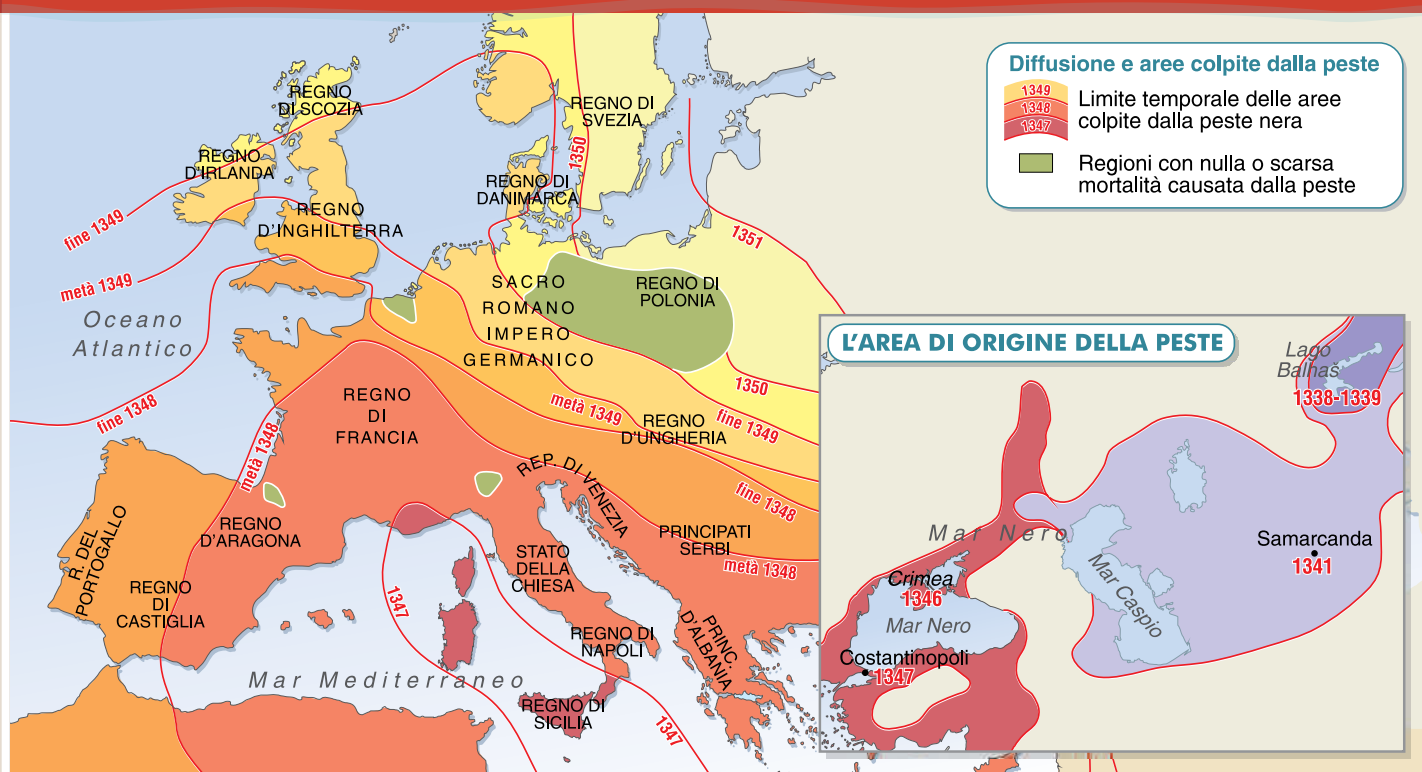 Diffusione e aree colpite dalla peste
1349
1348
1347
Limite temporale delle aree
colpite dalla peste nera
Regioni con nulla o scarsa
mortalità causata dalla peste
REGNO
DI SCOZIA
REGNO
D'IRLANDA
REGNO
D'INGHILTERRA
REGNO DI
SVEZIA
REGNO DI
DANIMARCA
1350
1351
fine 1349
metà 1349
Oceano
Atlantico
fine 1348
SACRO
ROMANO
IMPERO
GERMANICO
REGNO DI
POLONIA
1350
fine 1349
metà 1349
REGNO
D'UNGHERIA
fine 1348
REGNO
DI
FRANCIA
metà 1348
REP. DI VENEZIA
PRINCIPATI
SERBI
metà 1348
REGNO
D'ARAGONA
R. DEL
PORTOGALLO
REGNO
DI
CASTIGLIA
STATO
DELLA
CHIESA
1347
REGNO DI
NAPOLI
PRINC.
D'ALBANIA
Mar Mediterraneo
REGNO DI
SICILIA
1347
L'AREA DI ORIGINE DELLA PESTE
Lago
Balhaš
1338-1339
Mar Nero
Samarcanda
1341
Mar Caspio
Crimea
1346
Mar Nero
Costantinopoli
1347